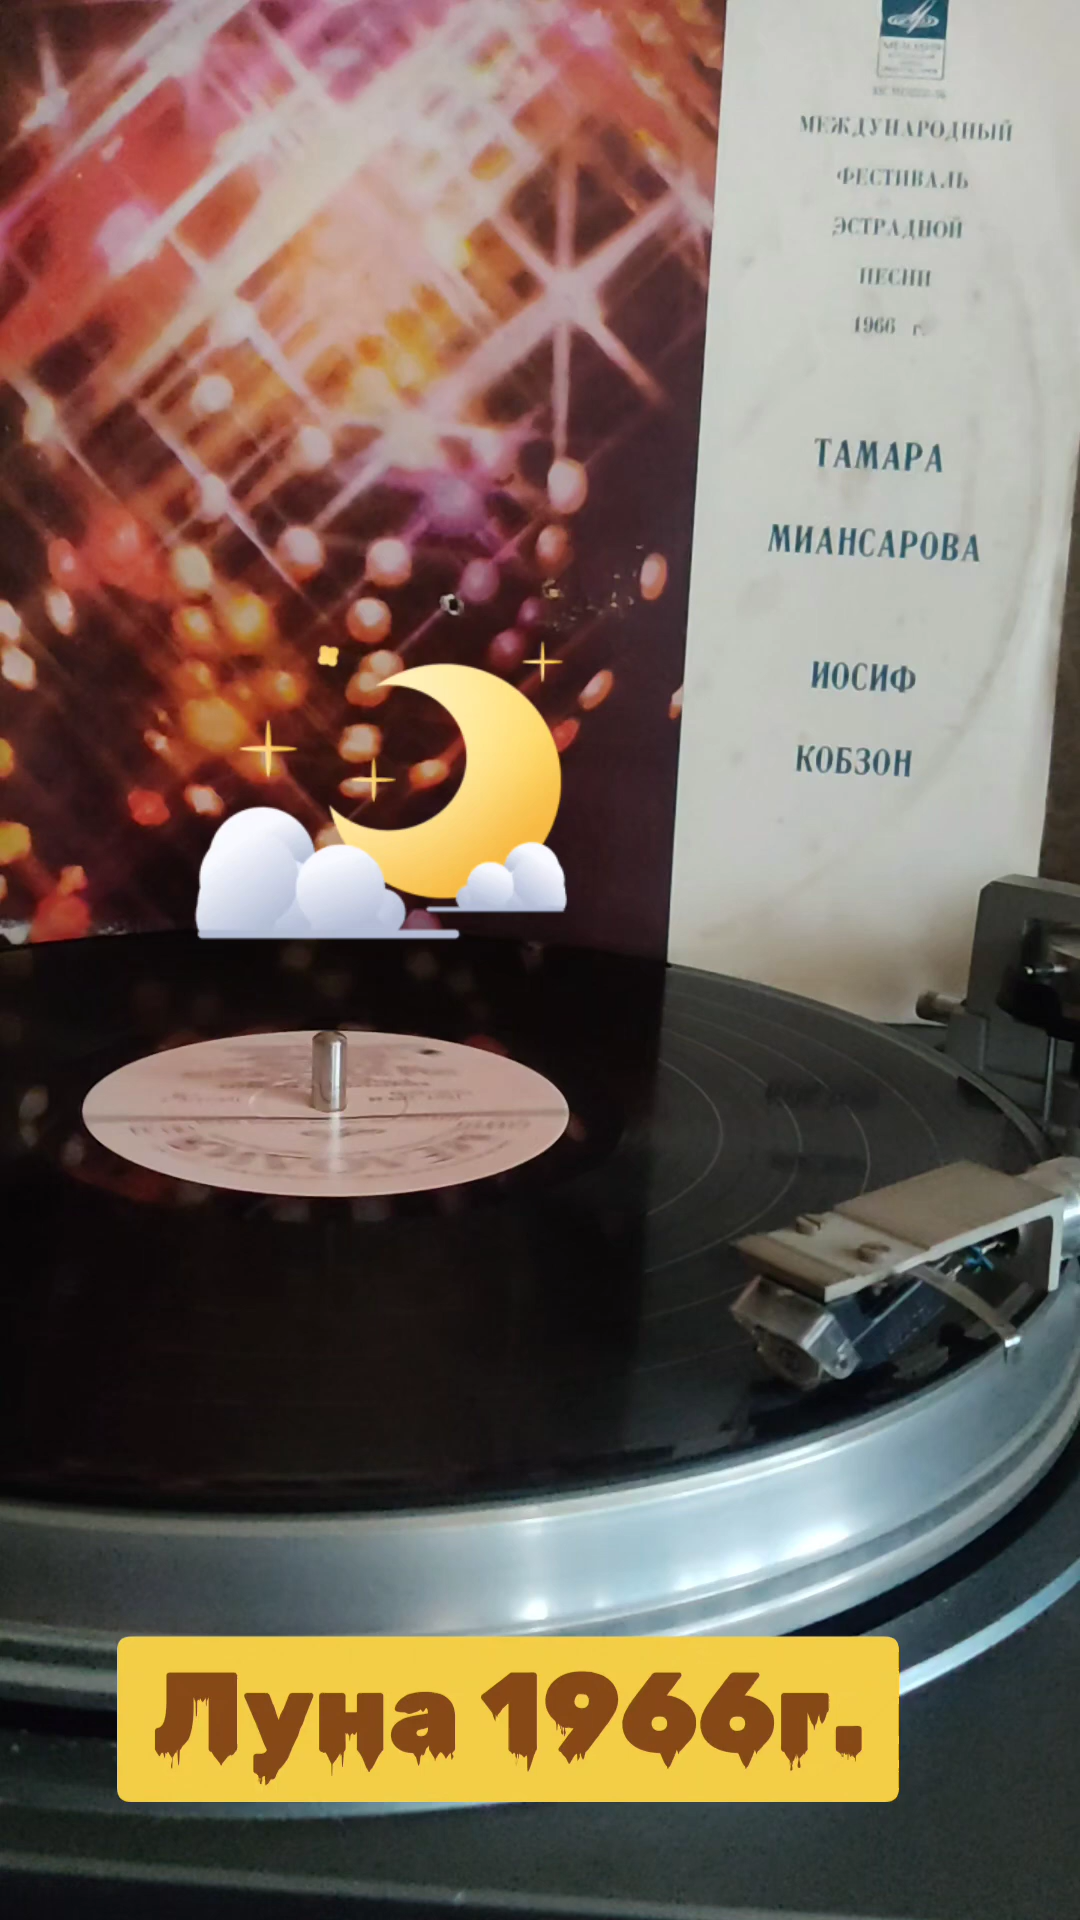 МЕЖДУНАРОДНЫЙ
ФЕСТИВАЛЬ
ЭСТРАДНОЙ
ПЕСНИ
1966 г.
ТАМАРА
МИАНСАРОВА
ИОСИФ
КОБЗОН
Луна 1966г.